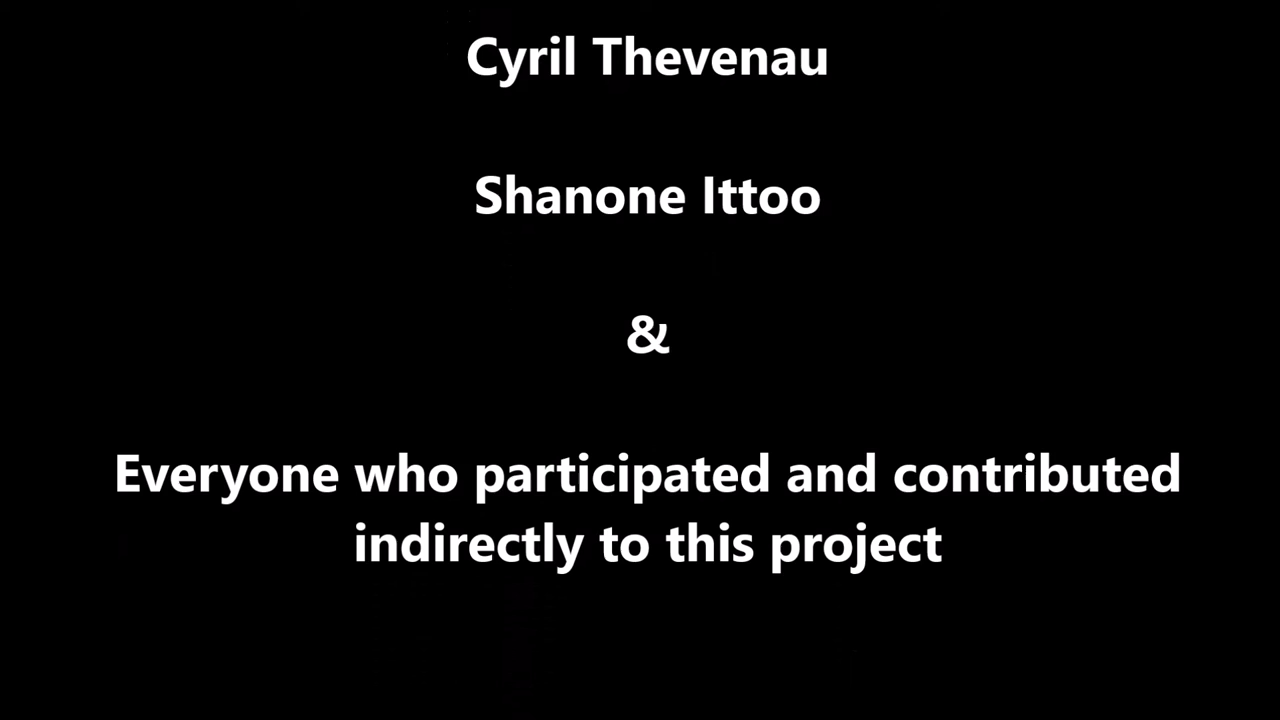 Cyril Thevenau
Shanone Ittoo
&
Everyone who participated and contributed
indirectly to this project